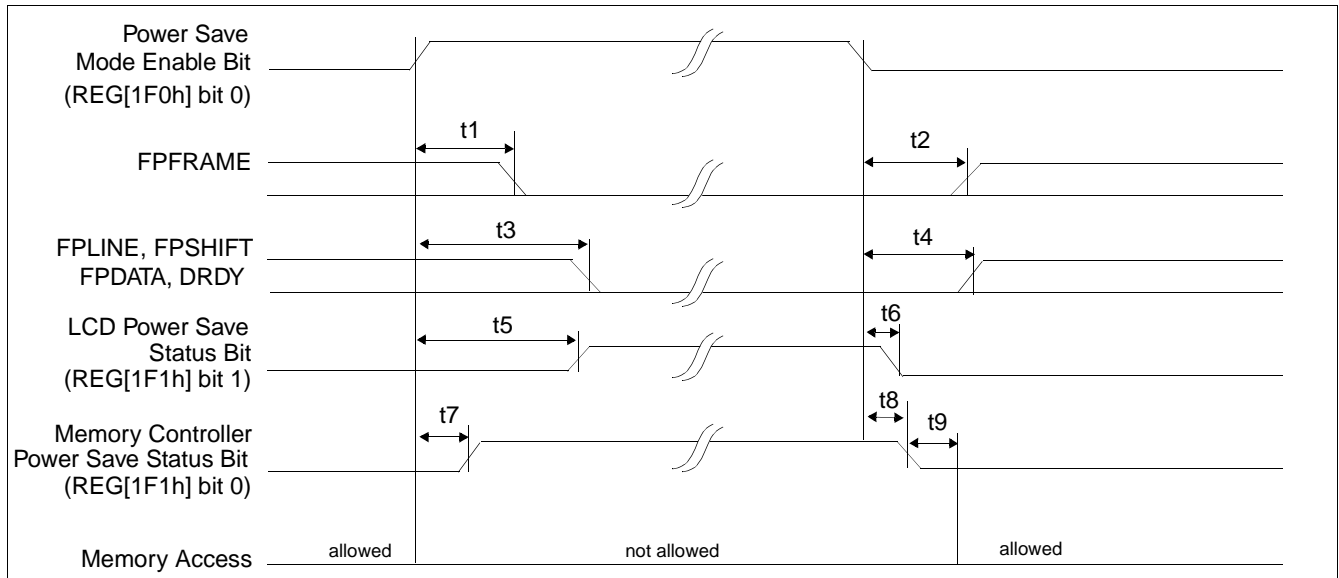 Power Save
Mode Enable Bit
(REG[1F0h] bit 0)
t1
t2
FPFRAME
t3
t4
FPLINE, FPSHIFT
FPDATA, DRDY
t5
t6
LCD Power Save
Status Bit
(REG[1F1h] bit 1)
t7
t8
t9
Memory Controller
Power Save Status Bit
(REG[1F1h] bit 0)
Memory Access
allowed
not allowed
allowed